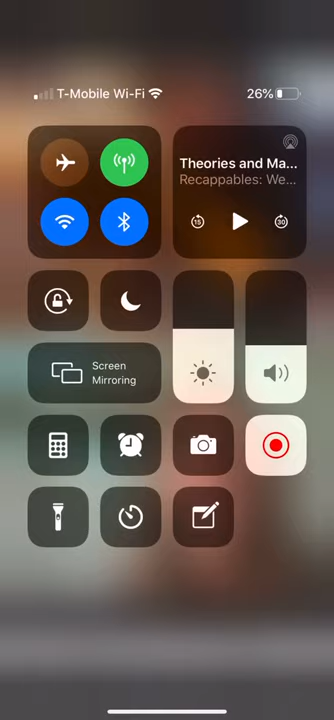 T-Mobile Wi-Fi
26%
Theories and Ma...
Recappables: We...
15
30
Screen
Mirroring